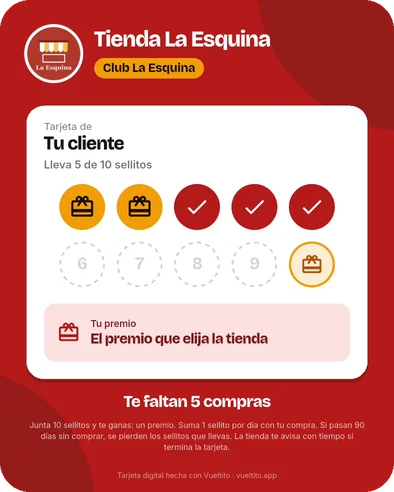 La Esquina
Tienda La Esquina
Club La Esquina
Tarjeta de
Tu cliente
Lleva 5 de 10 sellitos
6 7 8 9
Tu premio
El premio que elija la tienda
Te faltan 5 compras
Junta 10 sellitos y te ganas: un premio. Suma 1 sellito por día con tu compra. Si pasan 90
días sin comprar, se pierden los sellitos que llevas. La tienda te avisa con tiempo si
termina la tarjeta.
Tarjeta digital hecha con Vueltito · vueltito.app